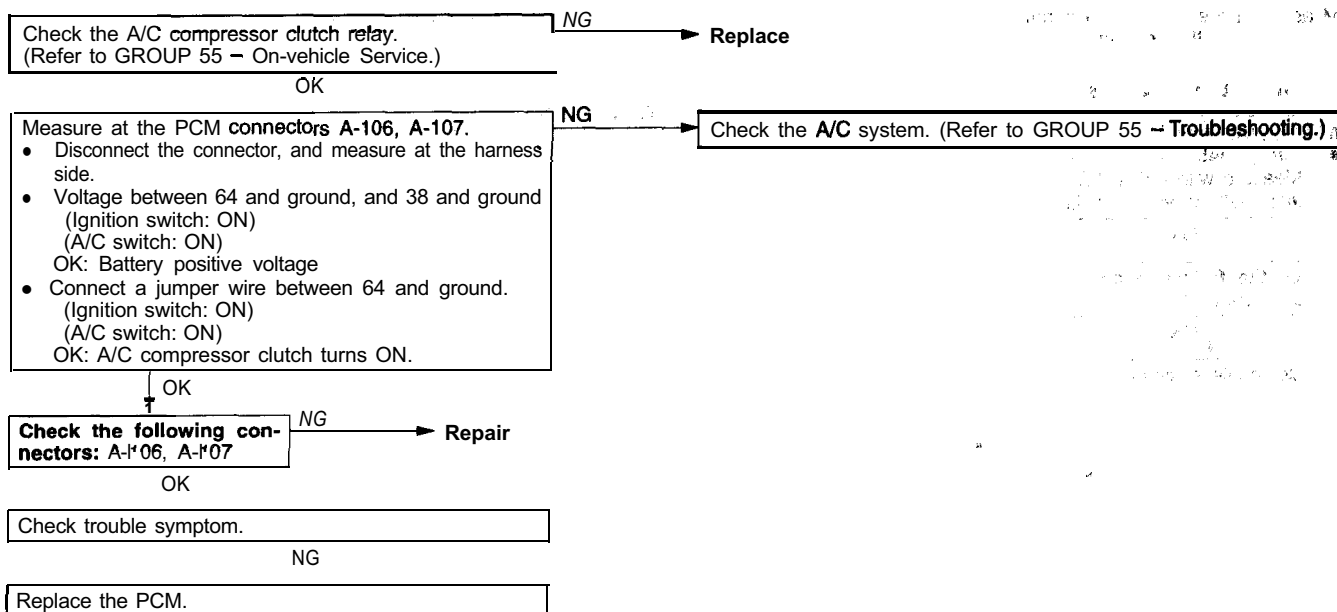 Check the A/C compressor clutch relay.
(Refer to GROUP 55 – On-vehicle Service.)
NG
Replace
OK
Measure at the PCM connectors A-106, A-107.
• Disconnect the connector, and measure at the harness
side.
• Voltage between 64 and ground, and 38 and ground
(Ignition switch: ON)
(A/C switch: ON)
OK: Battery positive voltage
• Connect a jumper wire between 64 and ground.
(Ignition switch: ON)
(A/C switch: ON)
OK: A/C compressor clutch turns ON.
NG
Check the A/C system. (Refer to GROUP 55 – Troubleshooting.)
OK
Check the following con-
nectors: A-106, A-107
NG
Repair
OK
Check trouble symptom.
NG
Replace the PCM.